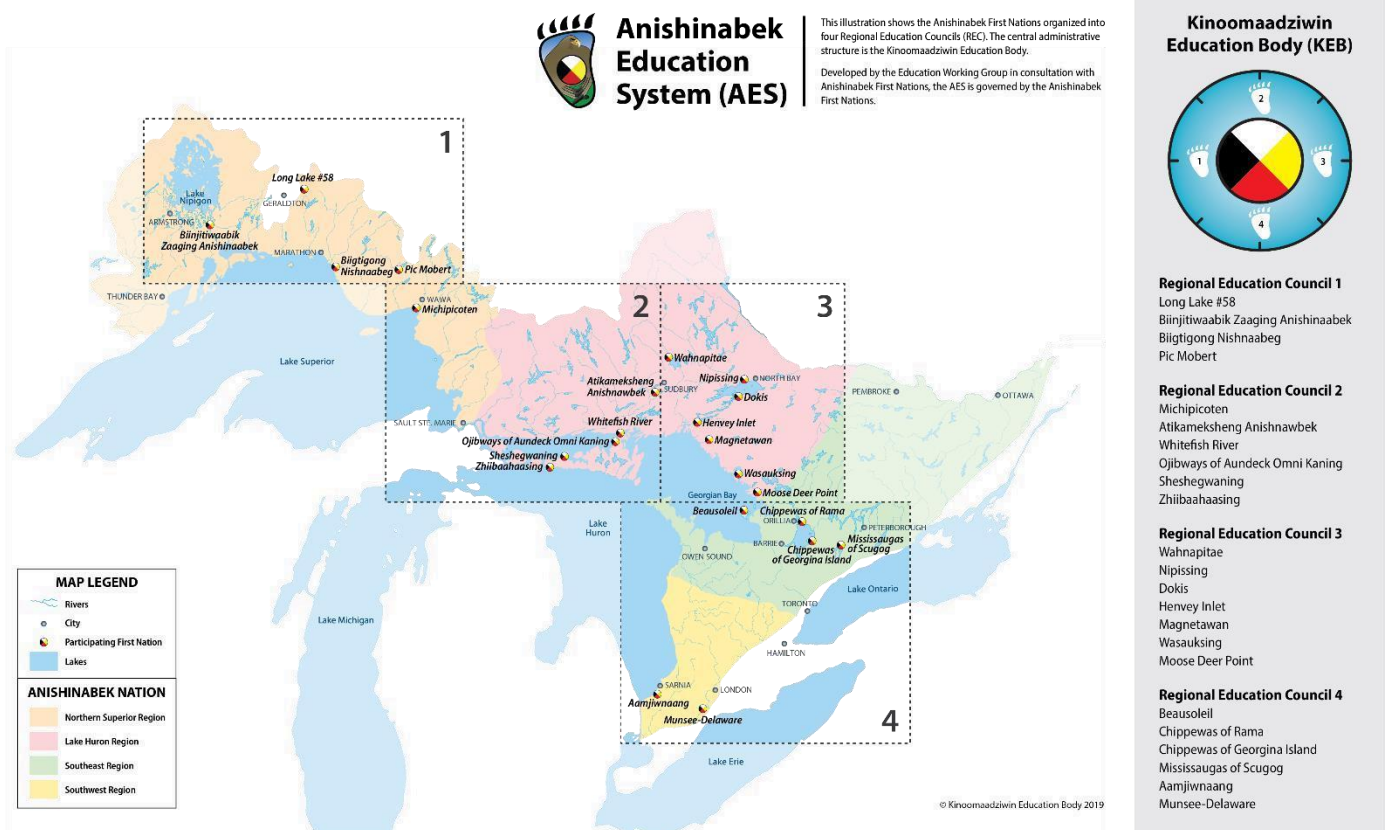 Anishinabek
Education
System (AES)
This illustration shows the Anishinabek First Nations organized into
four Regional Education Councils (REC). The central administrative
structure is the Kinoomaadziwin Education Body.
Developed by the Education Working Group in consultation with
Anishinabek First Nations, the AES is governed by the Anishinabek
First Nations.
1
Long Lake #58
Lake
Nipigon
GERALDTON
ARMSTRONG
Biinjitiwaabik
Zaaging Anishinaabek
MARATHON
Biigtigong
Nishnaabeg
Pic Mobert
THUNDER BAY
WAWA
Michipicoten
2
3
Lake Superior
Wahnapitae
Atikameksheng
Anishnawbek
SUDBURY
Nipissing
NORTH BAY
Dokis
PEMBROKE
OTTAWA
SAULT STE. MARIE
Whitefish River
Ojibways of Aundeck Omni Kaning
Henvey Inlet
Magnetawan
Sheshegwaning
Zhiibaahaasing
Wasauksing
Georgian Bay
Moose Deer Point
Beausoleil
Chippewas of Rama
ORILLIA
Lake
Huron
PETERBOROUGH
OWEN SOUND
BARRIE
Chippewas
of Georgina Island
Mississaugas
of Scugog
Lake Ontario
TORONTO
Lake Michigan
HAMILTON
SARNIA
LONDON
Aamjiwnaang
Munsee-Delaware
4
Lake Erie
MAP LEGEND
Rivers
City
Participating First Nation
Lakes
ANISHINABEK NATION
Northern Superior Region
Lake Huron Region
Southeast Region
Southwest Region
© Kinoomaadziwin Education Body 2019
Kinoomaadziwin
Education Body (KEB)
2
1
3
4
Regional Education Council 1
Long Lake #58
Biinjitiwaabik Zaaging Anishinaabek
Biigtigong Nishnaabeg
Pic Mobert
Regional Education Council 2
Michipicoten
Atikameksheng Anishnawbek
Whitefish River
Ojibways of Aundeck Omni Kaning
Sheshegwaning
Zhiibaahaasing
Regional Education Council 3
Wahnapitae
Nipissing
Dokis
Henvey Inlet
Magnetawan
Wasauksing
Moose Deer Point
Regional Education Council 4
Beausoleil
Chippewas of Rama
Chippewas of Georgina Island
Mississaugas of Scugog
Aamjiwnaang
Munsee-Delaware